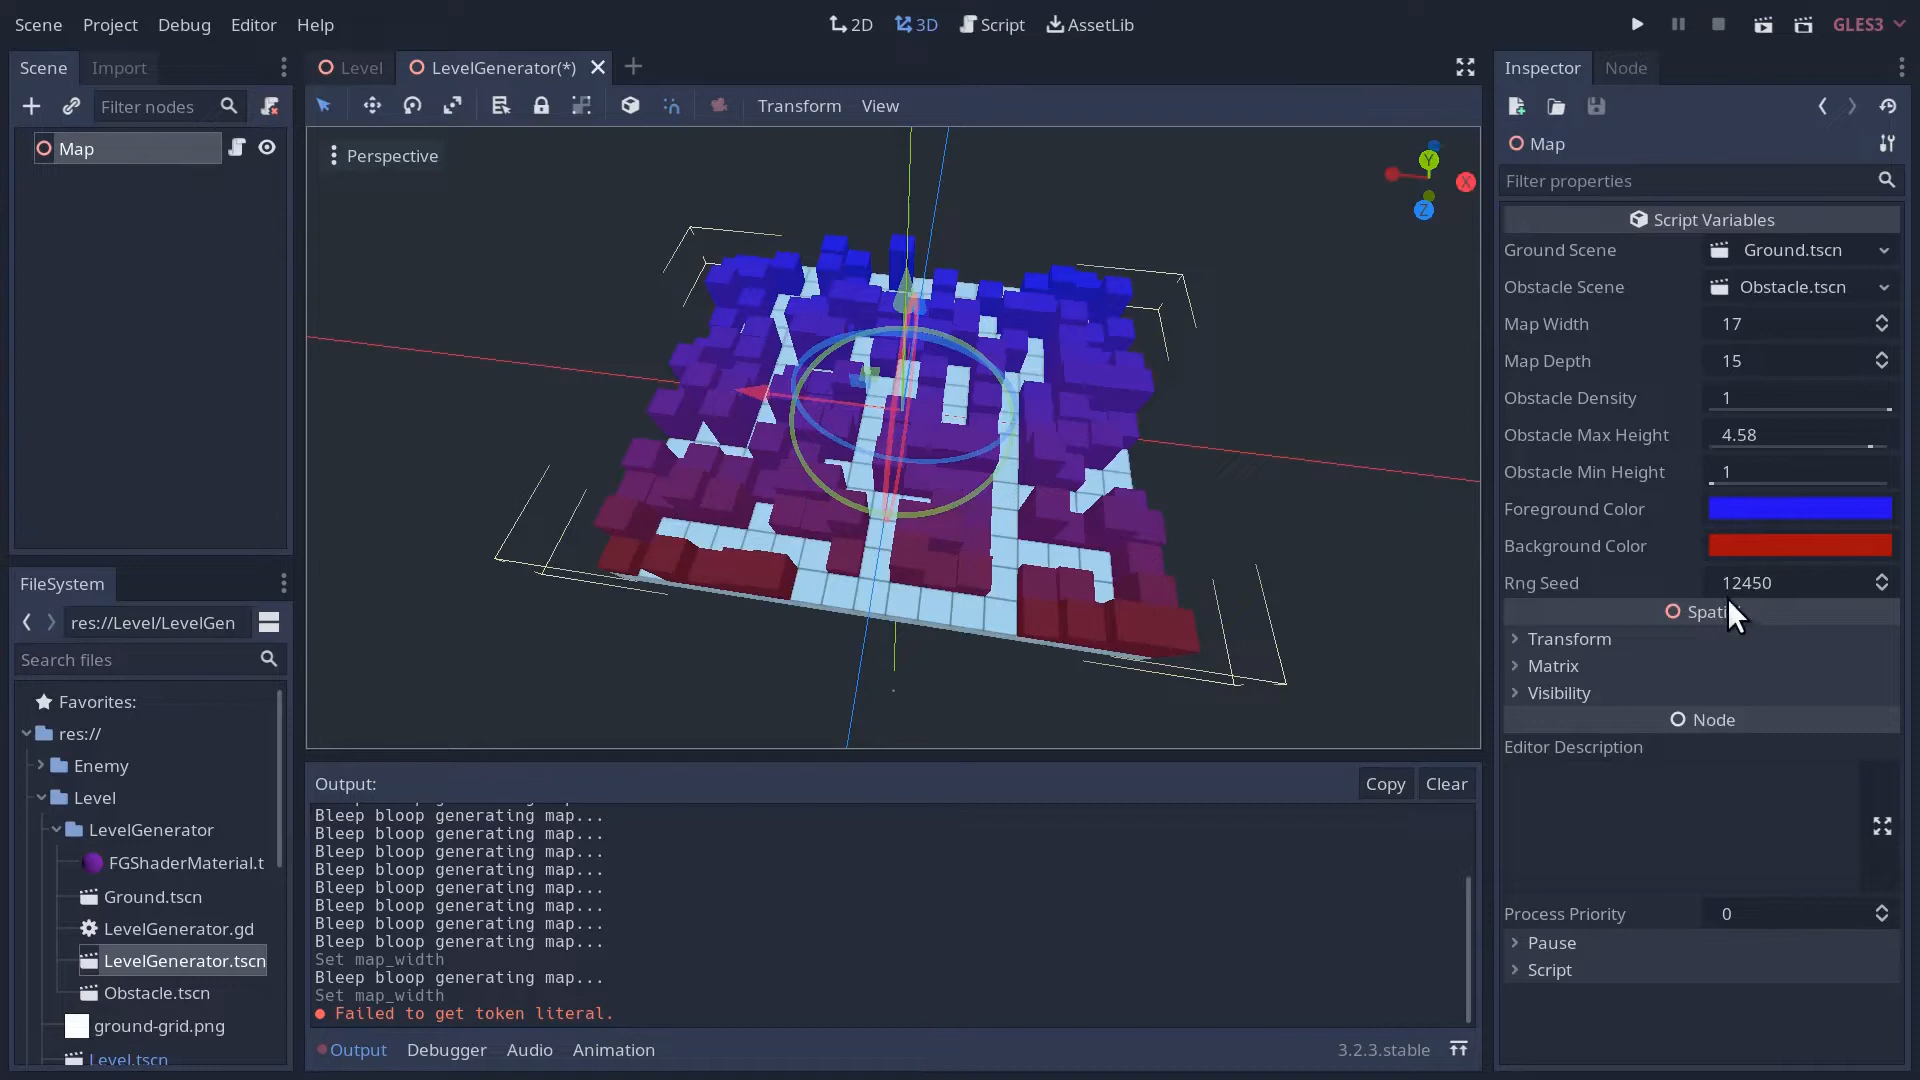 Scene Project Debug Editor Help
2D 3D Script AssetLib
GLES3
Scene Import
Filter nodes
Map
FileSystem
res://Level/LevelGen
Search files
Favorites:
res://
Enemy
Level
LevelGenerator
FGShaderMaterial.t
Ground.tscn
LevelGenerator.gd
LevelGenerator.tscn
Obstacle.tscn
ground-grid.png
Level.tscn
Level LevelGenerator(*)
Transform View
Perspective
Y
X
Z
Output:
Copy Clear
Bleep bloop generating map...
Bleep bloop generating map...
Bleep bloop generating map...
Bleep bloop generating map...
Bleep bloop generating map...
Bleep bloop generating map...
Bleep bloop generating map...
Bleep bloop generating map...
Set map_width
Bleep bloop generating map...
Set map_width
Failed to get token literal.
Output Debugger Audio Animation
3.2.3.stable
Inspector Node
Map
Filter properties
Script Variables
Ground Scene Ground.tscn
Obstacle Scene Obstacle.tscn
Map Width 17
Map Depth 15
Obstacle Density 1
Obstacle Max Height 4.58
Obstacle Min Height 1
Foreground Color
Background Color
Rng Seed 12450
Transform
Matrix
Visibility
Node
Editor Description
Process Priority 0
Pause
Script